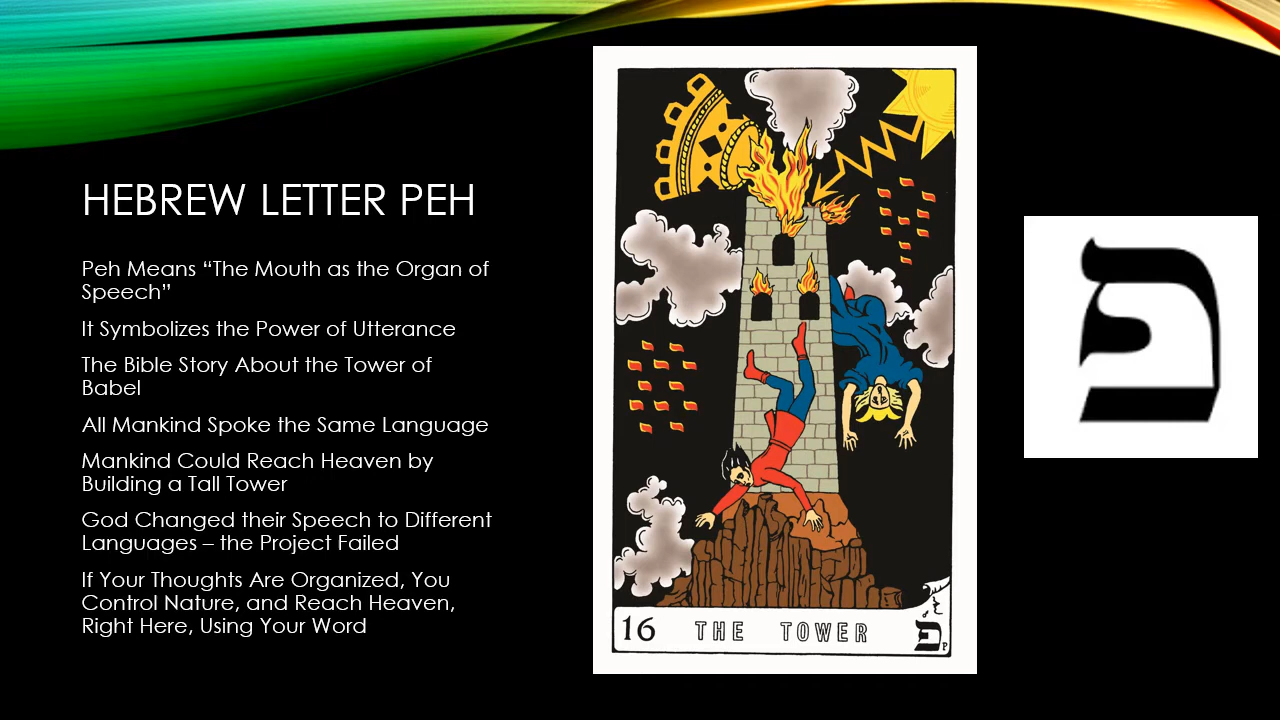 HEBREW LETTER PEH
Peh Means “The Mouth as the Organ of
Speech”
It Symbolizes the Power of Utterance
The Bible Story About the Tower of
Babel
All Mankind Spoke the Same Language
Mankind Could Reach Heaven by
Building a Tall Tower
God Changed their Speech to Different
Languages – the Project Failed
If Your Thoughts Are Organized, You
Control Nature, and Reach Heaven,
Right Here, Using Your Word
16 THE TOWER פ P
פ